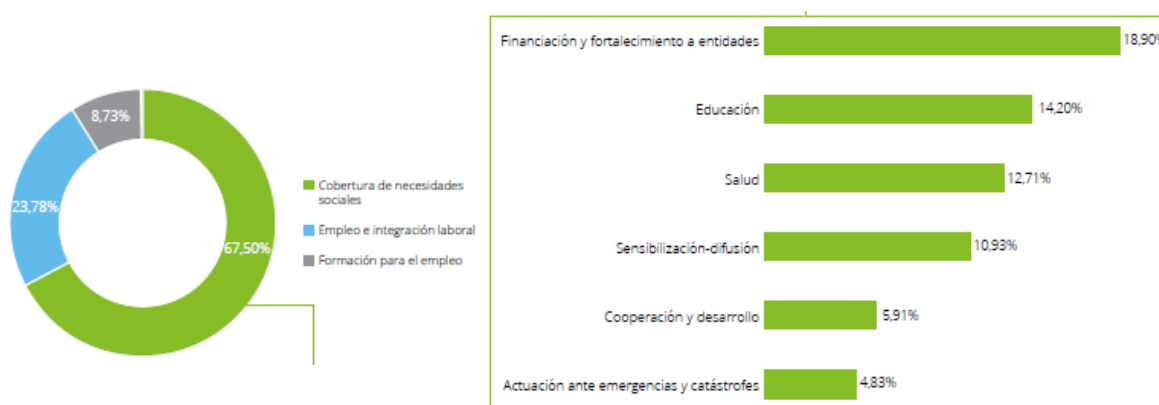 8,73%
23,78%
67,50%
Cobertura de necesidades
sociales
Empleo e integración laboral
Formación para el empleo
Financiación y fortalecimiento a entidades
18,90%
Educación
14,20%
Salud
12,71%
Sensibilización-difusión
10,93%
Cooperación y desarrollo
5,91%
Actuación ante emergencias y catástrofes
4,83%